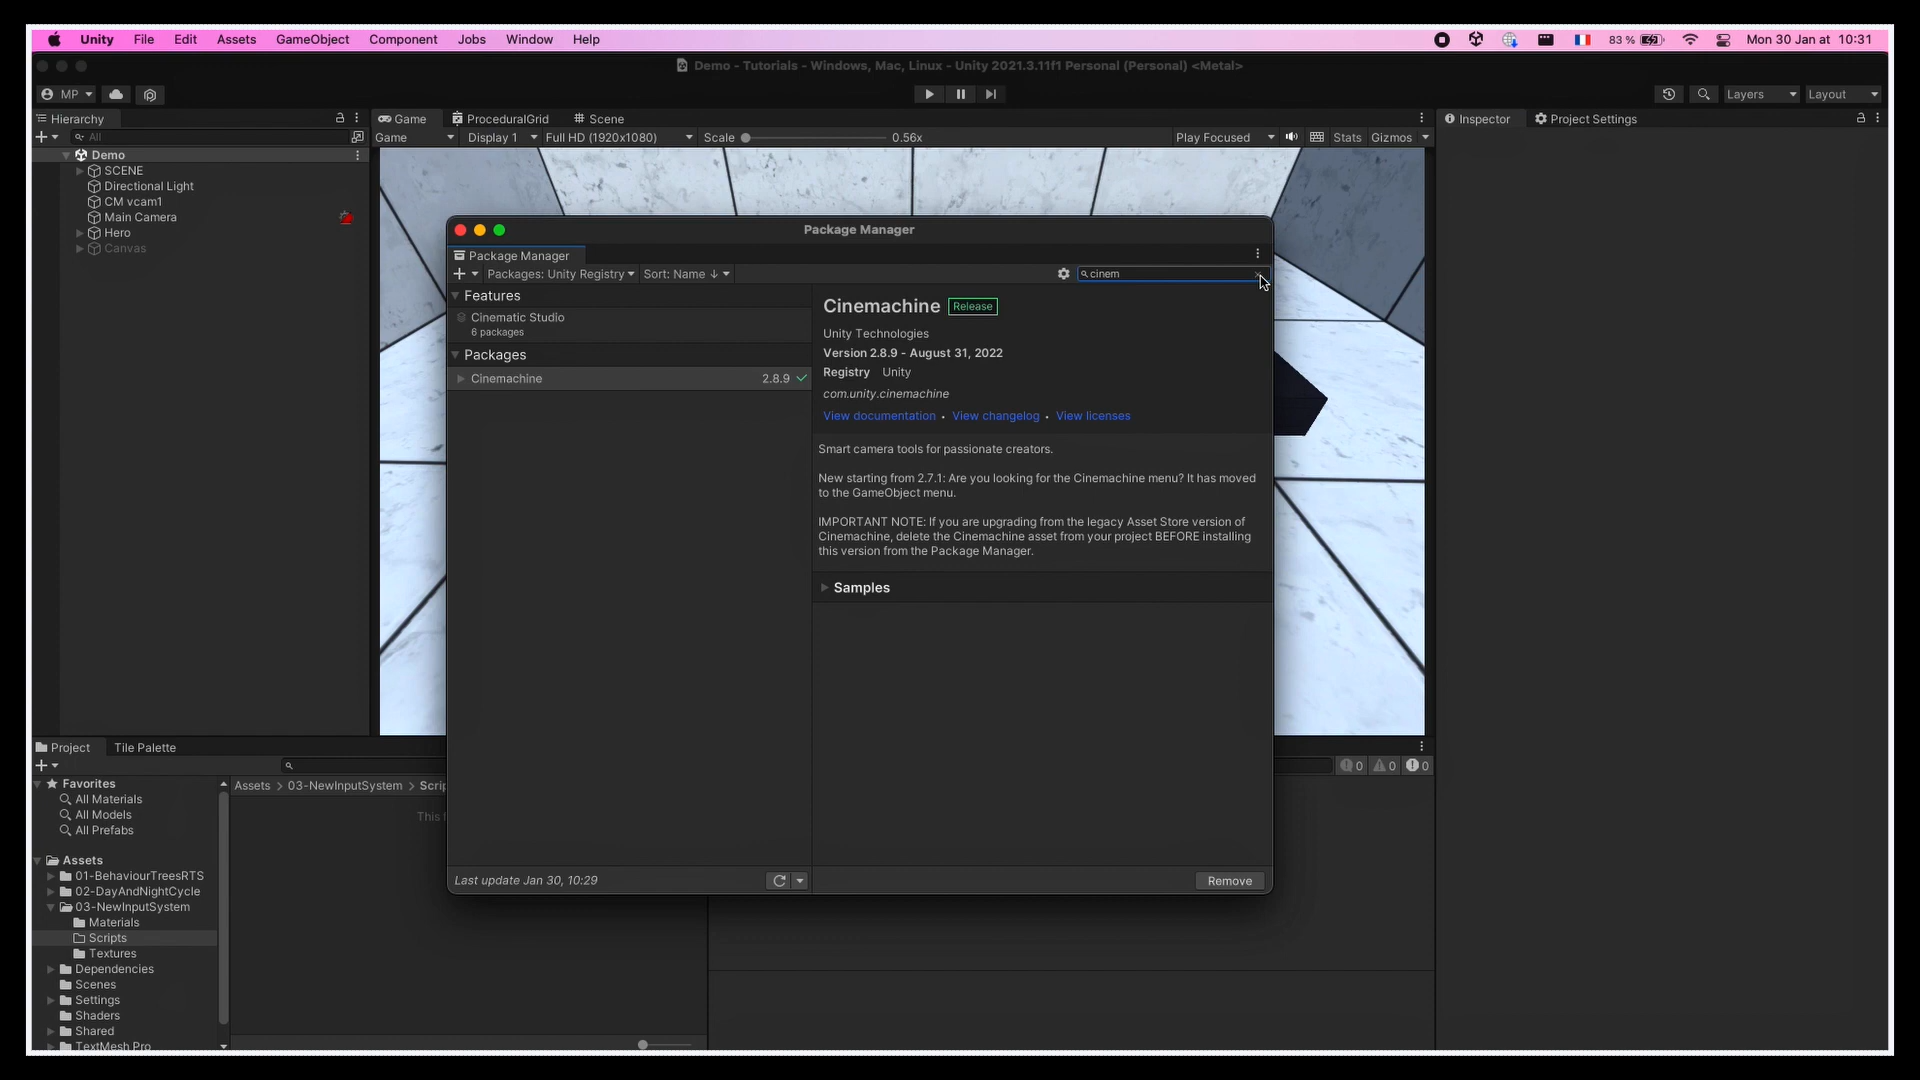 Unity File Edit Assets GameObject Component Jobs Window Help
83 % Mon 30 Jan at 10:31
Demo - Tutorials - Windows, Mac, Linux - Unity 2021.3.11f1 Personal (Personal) <Metal>
MP
Layers Layout
Hierarchy
All
Demo
SCENE
Directional Light
CM vcam1
Main Camera
Hero
Canvas
Game ProceduralGrid Scene
Game Display 1 Full HD (1920x1080) Scale 0.56x Play Focused Stats Gizmos
Inspector Project Settings
Package Manager
Package Manager
Packages: Unity Registry Sort: Name ↓
cinem
Features
Cinematic Studio
6 packages
Packages
Cinemachine 2.8.9
Cinemachine Release
Unity Technologies
Version 2.8.9 - August 31, 2022
Registry Unity
com.unity.cinemachine
View documentation • View changelog • View licenses
Smart camera tools for passionate creators.
New starting from 2.7.1: Are you looking for the Cinemachine menu? It has moved
to the GameObject menu.
IMPORTANT NOTE: If you are upgrading from the legacy Asset Store version of
Cinemachine, delete the Cinemachine asset from your project BEFORE installing
this version from the Package Manager.
Samples
Last update Jan 30, 10:29
Remove
Project Tile Palette
0 0 0
Favorites
All Materials
All Models
All Prefabs
Assets
01-BehaviourTreesRTS
02-DayAndNightCycle
03-NewInputSystem
Materials
Scripts
Textures
Dependencies
Scenes
Settings
Shaders
Shared
TextMesh Pro
Assets > 03-NewInputSystem > Scrip
This f